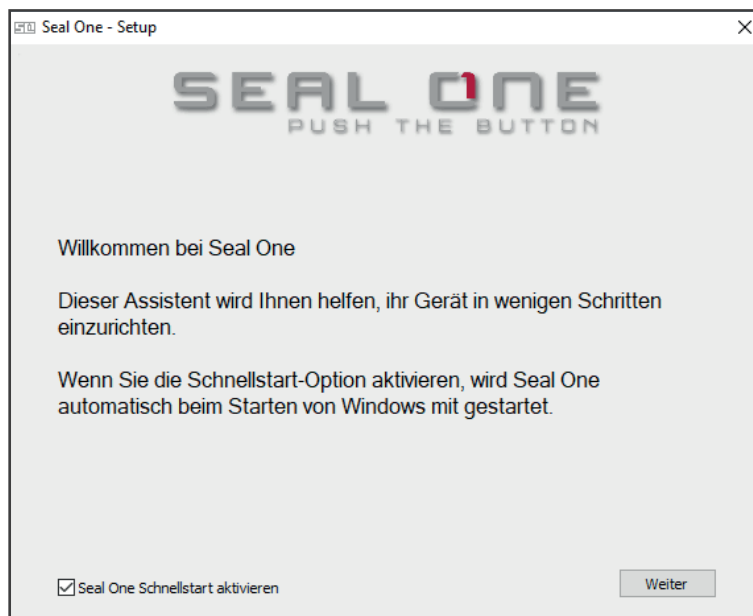 Seal One - Setup
SEAL ONE
PUSH THE BUTTON
Willkommen bei Seal One
Dieser Assistent wird Ihnen helfen, ihr Gerät in wenigen Schritten
einzurichten.
Wenn Sie die Schnellstart-Option aktivieren, wird Seal One
automatisch beim Starten von Windows mit gestartet.
Seal One Schnellstart aktivieren
Weiter